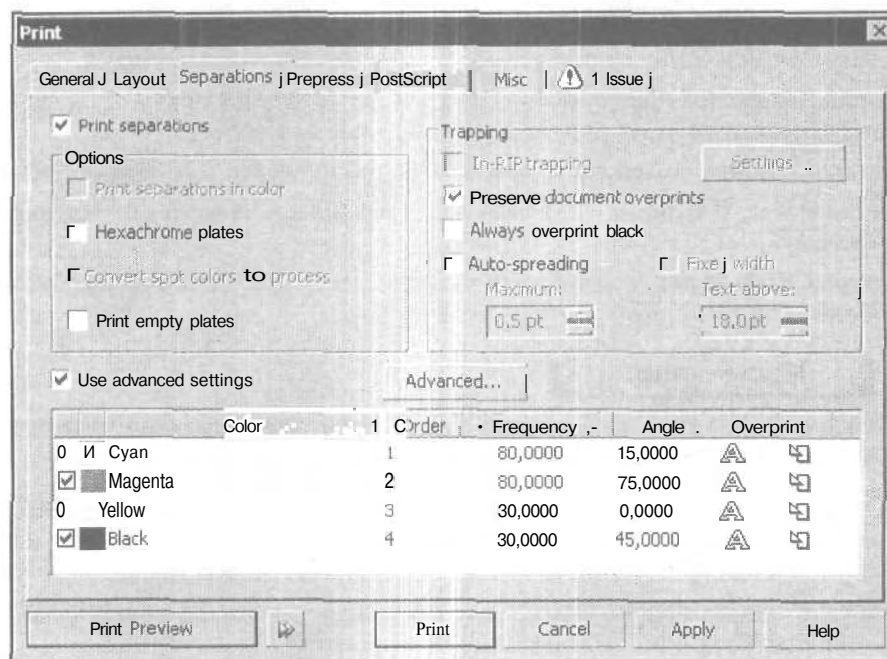 Print
General J Layout Separations j Prepress j PostScript | Misc | 1 Issue j
Print separations
Options
Print separations in color
Г Hexachrome plates
Г Convert spot colors to process
Print empty plates
Trapping
In-RIP trapping
Settings ..
Preserve document overprints
Always overprint black
Г Auto-spreading
Г Fixe j width
Maximum:
Text above: j
0.5 pt
18.0 pt
Use advanced settings
Advanced... |
Color 1 Order • Frequency ,- Angle . Overprint
0 И Cyan 1 80,0000 15,0000
Magenta 2 80,0000 75,0000
0 Yellow 3 30,0000 0,0000
Black 4 30,0000 45,0000
Print Preview
Print
Cancel
Apply
Help